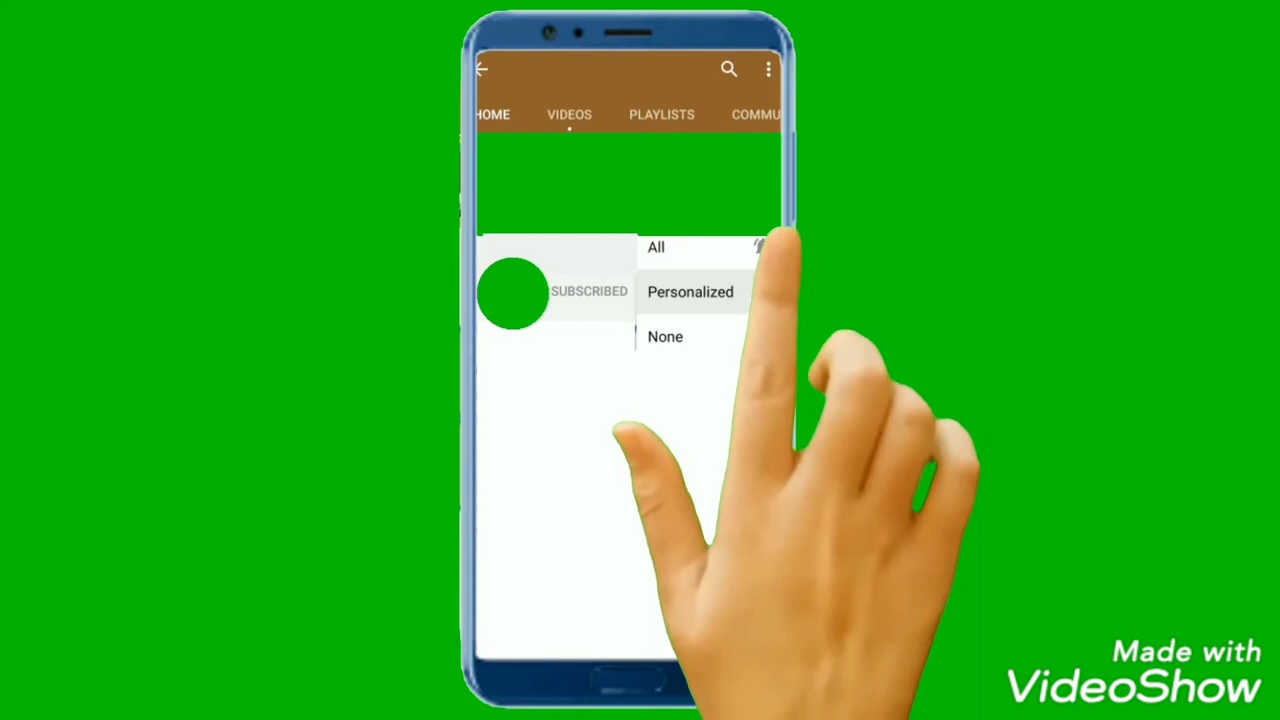 HOME VIDEOS PLAYLISTS COMMU
All
SUBSCRIBED Personalized
None
Made with
VideoShow